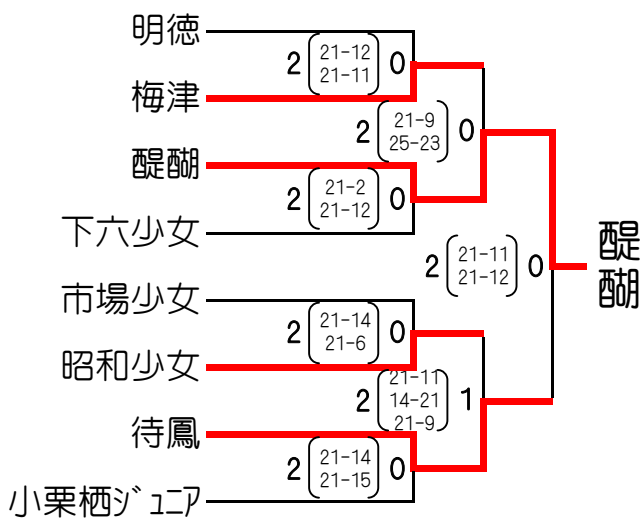 明徳
2 21-12 0
21-11
梅津
2 21-9 0
25-23
醍醐
2 21-2 0
21-12
下六少女
2 21-11 0
21-12
醍醐
市場少女
2 21-14 0
21-6
昭和少女
2 21-11 1
14-21
21-9
待鳳
2 21-14 0
21-15
小栗栖ｼﾞｭﾆｱ